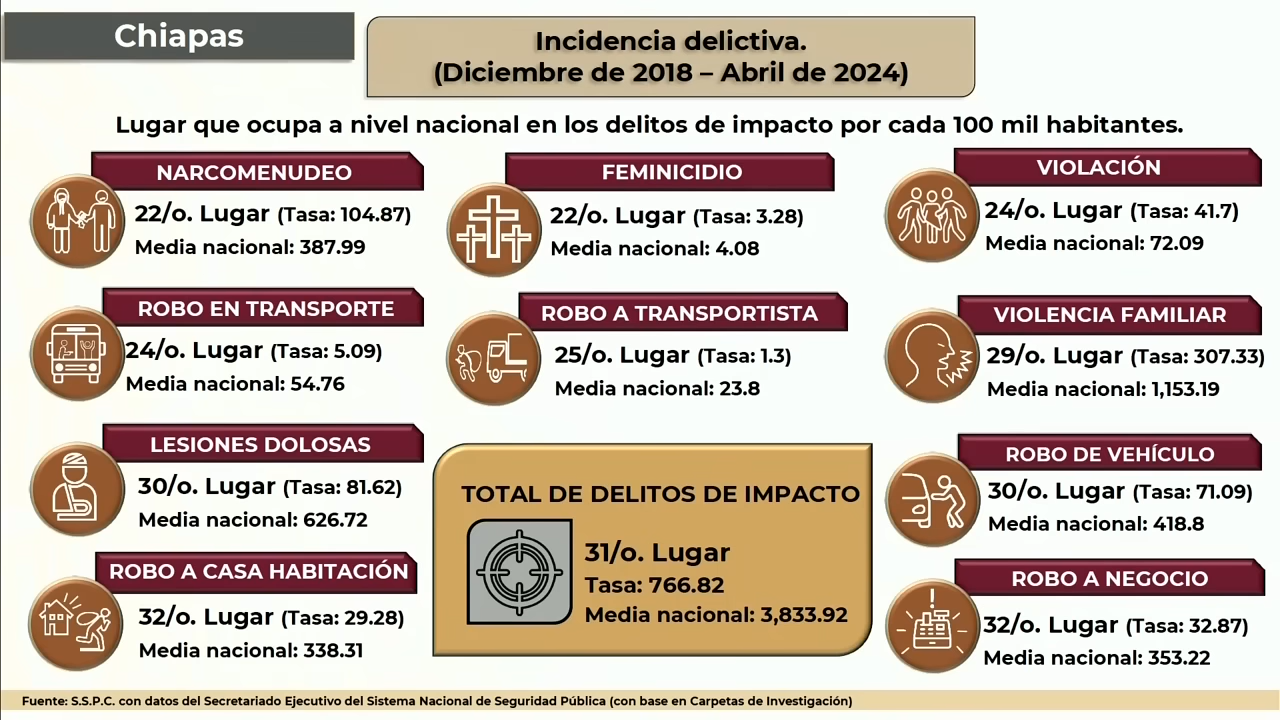 Chiapas
Incidencia delictiva.
(Diciembre de 2018 – Abril de 2024)
Lugar que ocupa a nivel nacional en los delitos de impacto por cada 100 mil habitantes.
NARCOMENUDEO
22/o. Lugar (Tasa: 104.87)
Media nacional: 387.99
FEMINICIDIO
22/o. Lugar (Tasa: 3.28)
Media nacional: 4.08
VIOLACIÓN
24/o. Lugar (Tasa: 41.7)
Media nacional: 72.09
ROBO EN TRANSPORTE
24/o. Lugar (Tasa: 5.09)
Media nacional: 54.76
ROBO A TRANSPORTISTA
25/o. Lugar (Tasa: 1.3)
Media nacional: 23.8
VIOLENCIA FAMILIAR
29/o. Lugar (Tasa: 307.33)
Media nacional: 1,153.19
LESIONES DOLOSAS
30/o. Lugar (Tasa: 81.62)
Media nacional: 626.72
TOTAL DE DELITOS DE IMPACTO
31/o. Lugar
Tasa: 766.82
Media nacional: 3,833.92
ROBO DE VEHÍCULO
30/o. Lugar (Tasa: 71.09)
Media nacional: 418.8
ROBO A CASA HABITACIÓN
32/o. Lugar (Tasa: 29.28)
Media nacional: 338.31
ROBO A NEGOCIO
32/o. Lugar (Tasa: 32.87)
Media nacional: 353.22
Fuente: S.S.P.C. con datos del Secretariado Ejecutivo del Sistema Nacional de Seguridad Pública (con base en Carpetas de Investigación)